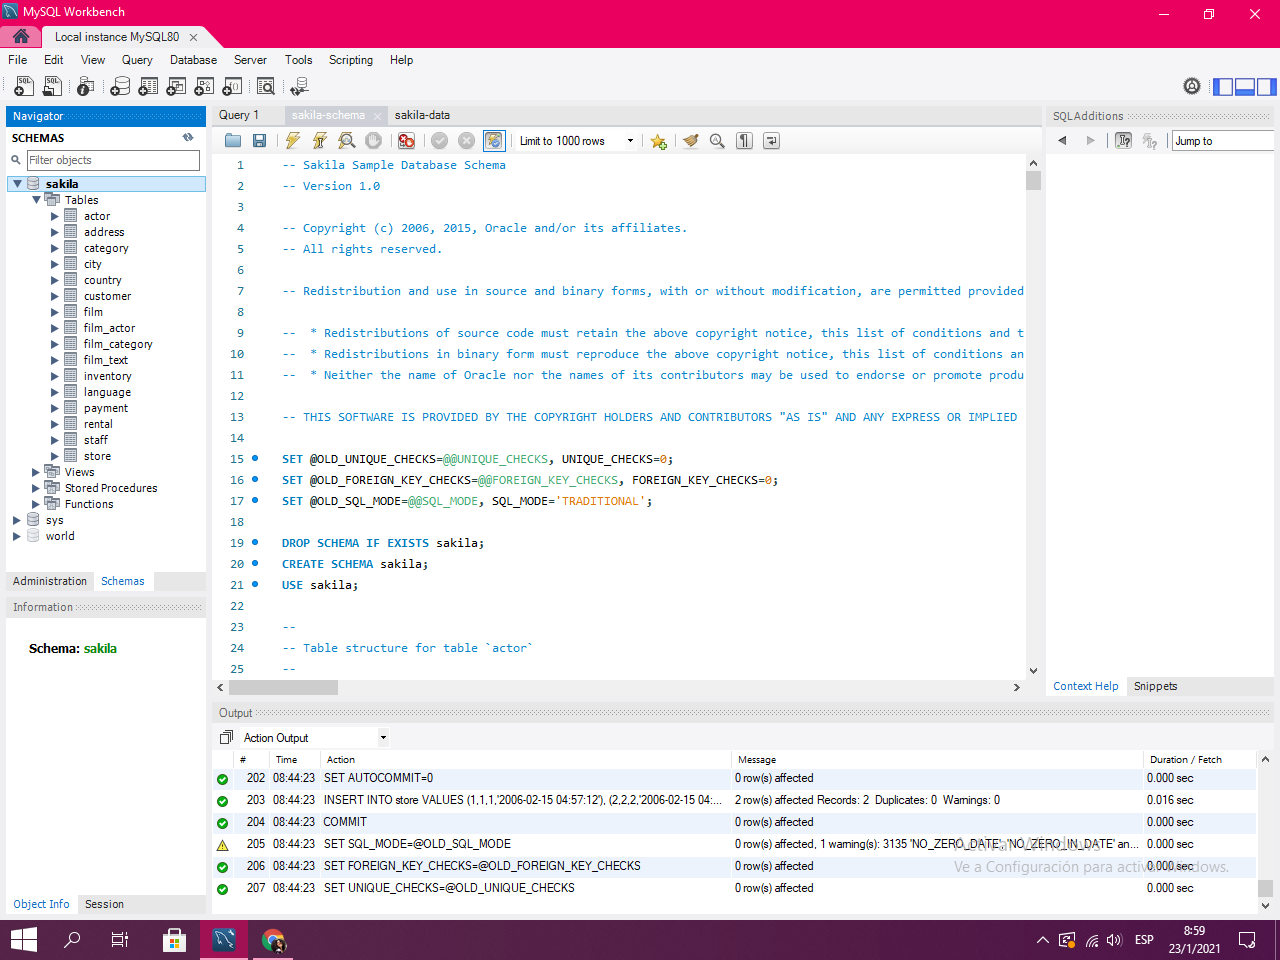 MySQL Workbench
Local instance MySQL80
File Edit View Query Database Server Tools Scripting Help
Navigator
SCHEMAS
Filter objects
sakila
Tables
actor
address
category
city
country
customer
film
film_actor
film_category
film_text
inventory
language
payment
rental
staff
store
Views
Stored Procedures
Functions
sys
world
Administration Schemas
Information
Schema: sakila
Object Info Session
Query 1 sakila-schema sakila-data
Limit to 1000 rows
1 -- Sakila Sample Database Schema
2 -- Version 1.0
3
4 -- Copyright (c) 2006, 2015, Oracle and/or its affiliates.
5 -- All rights reserved.
6
7 -- Redistribution and use in source and binary forms, with or without modification, are permitted provided
8
9 --  * Redistributions of source code must retain the above copyright notice, this list of conditions and t
10 --  * Redistributions in binary form must reproduce the above copyright notice, this list of conditions an
11 --  * Neither the name of Oracle nor the names of its contributors may be used to endorse or promote produ
12
13 -- THIS SOFTWARE IS PROVIDED BY THE COPYRIGHT HOLDERS AND CONTRIBUTORS "AS IS" AND ANY EXPRESS OR IMPLIED
14
15 SET @OLD_UNIQUE_CHECKS=@@UNIQUE_CHECKS, UNIQUE_CHECKS=0;
16 SET @OLD_FOREIGN_KEY_CHECKS=@@FOREIGN_KEY_CHECKS, FOREIGN_KEY_CHECKS=0;
17 SET @OLD_SQL_MODE=@@SQL_MODE, SQL_MODE='TRADITIONAL';
18
19 DROP SCHEMA IF EXISTS sakila;
20 CREATE SCHEMA sakila;
21 USE sakila;
22
23 --
24 -- Table structure for table `actor`
25 --
SQLAdditions
Jump to
Context Help Snippets
Output
Action Output
# Time Action Message Duration / Fetch
202 08:44:23 SET AUTOCOMMIT=0 0 row(s) affected 0.000 sec
203 08:44:23 INSERT INTO store VALUES (1,1,1,'2006-02-15 04:57:12'), (2,2,2,'2006-02-15 04:... 2 row(s) affected Records: 2  Duplicates: 0  Warnings: 0 0.016 sec
204 08:44:23 COMMIT 0 row(s) affected 0.000 sec
205 08:44:23 SET SQL_MODE=@OLD_SQL_MODE 0 row(s) affected, 1 warning(s): 3135 'NO_ZERO_DATE', 'NO_ZERO_IN_DATE' an... 0.000 sec
206 08:44:23 SET FOREIGN_KEY_CHECKS=@OLD_FOREIGN_KEY_CHECKS 0 row(s) affected 0.000 sec
207 08:44:23 SET UNIQUE_CHECKS=@OLD_UNIQUE_CHECKS 0 row(s) affected 0.000 sec
Activar Windows
Ve a Configuración para activar Windows.
ESP
8:59
23/1/2021